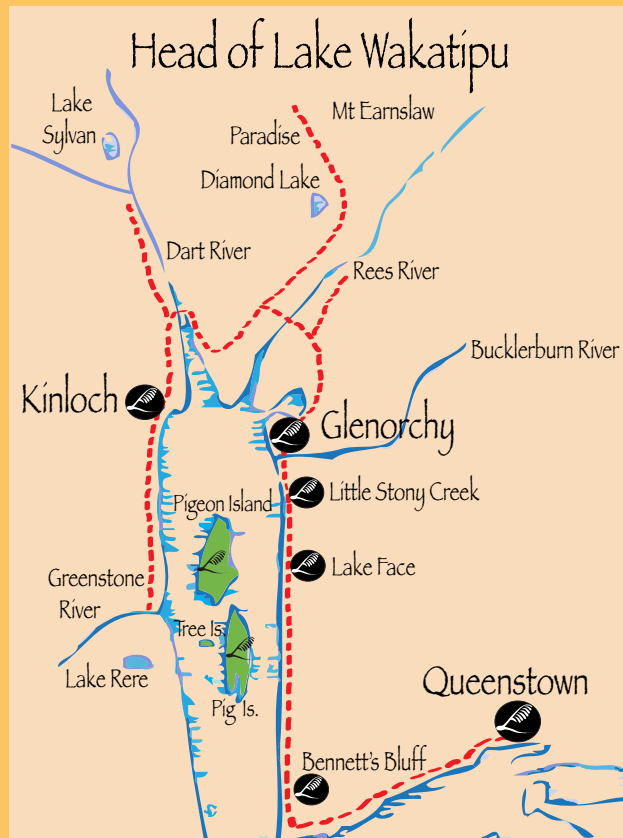 Head of Lake Wakatipu
Lake
Sylvan
Mt Earnslaw
Paradise
Diamond Lake
Dart River
Rees River
Bucklerburn River
Kinloch
Glenorchy
Little Stony Creek
Pigeon Island
Lake Face
Greenstone
River
Tree Is.
Lake Rere
Queenstown
Pig Is.
Bennett's Bluff